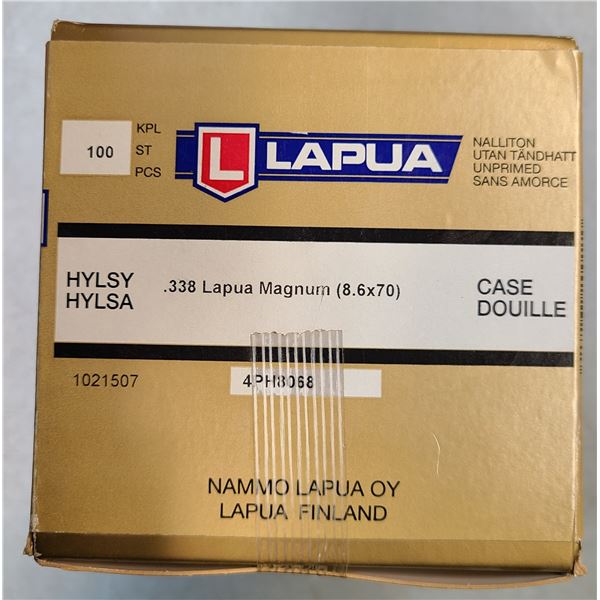 100
KPL
ST
PCS
L LAPUA
NALLITON
UTAN TÄNDHATT
UNPRIMED
SANS AMORCE
HYLSY
HYLSA
.338 Lapua Magnum (8.6x70)
CASE
DOUILLE
1021507
4PH8068
NAMMO LAPUA OY
LAPUA FINLAND